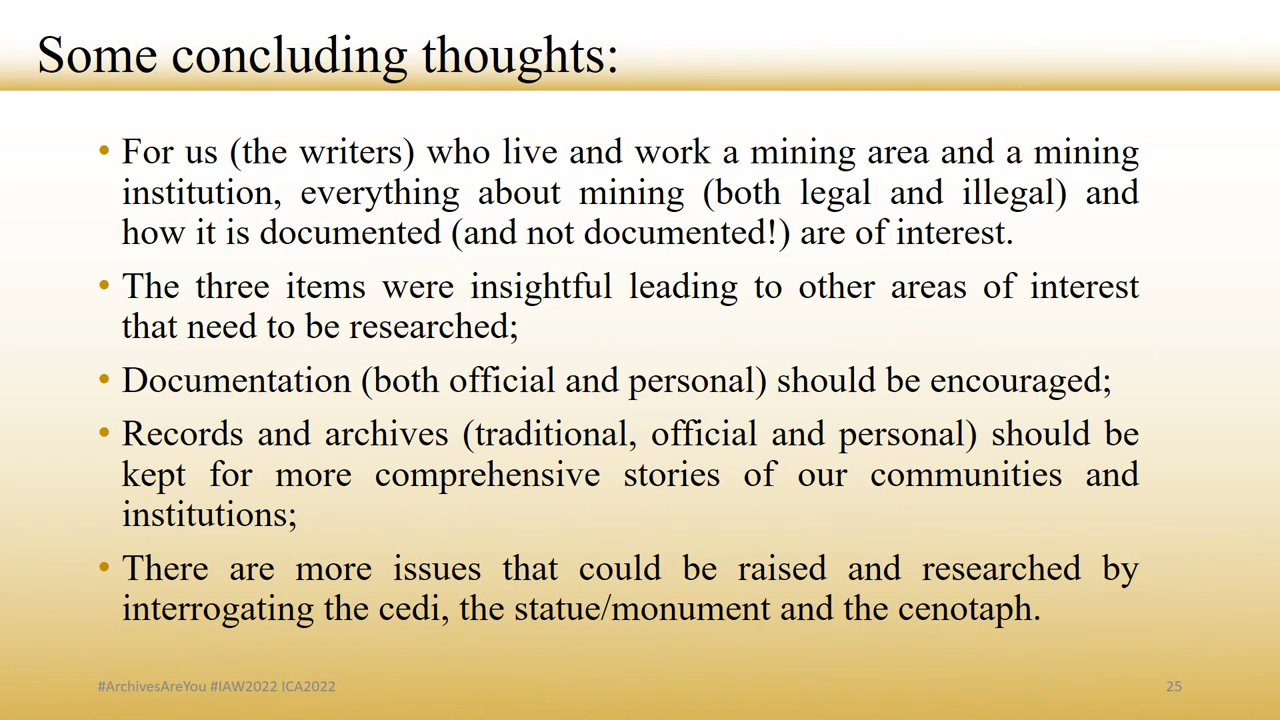 Some concluding thoughts:
• For us (the writers) who live and work a mining area and a mining
institution, everything about mining (both legal and illegal) and
how it is documented (and not documented!) are of interest.
• The three items were insightful leading to other areas of interest
that need to be researched;
• Documentation (both official and personal) should be encouraged;
• Records and archives (traditional, official and personal) should be
kept for more comprehensive stories of our communities and
institutions;
• There are more issues that could be raised and researched by
interrogating the cedi, the statue/monument and the cenotaph.
#ArchivesAreYou #IAW2022 ICA2022
25